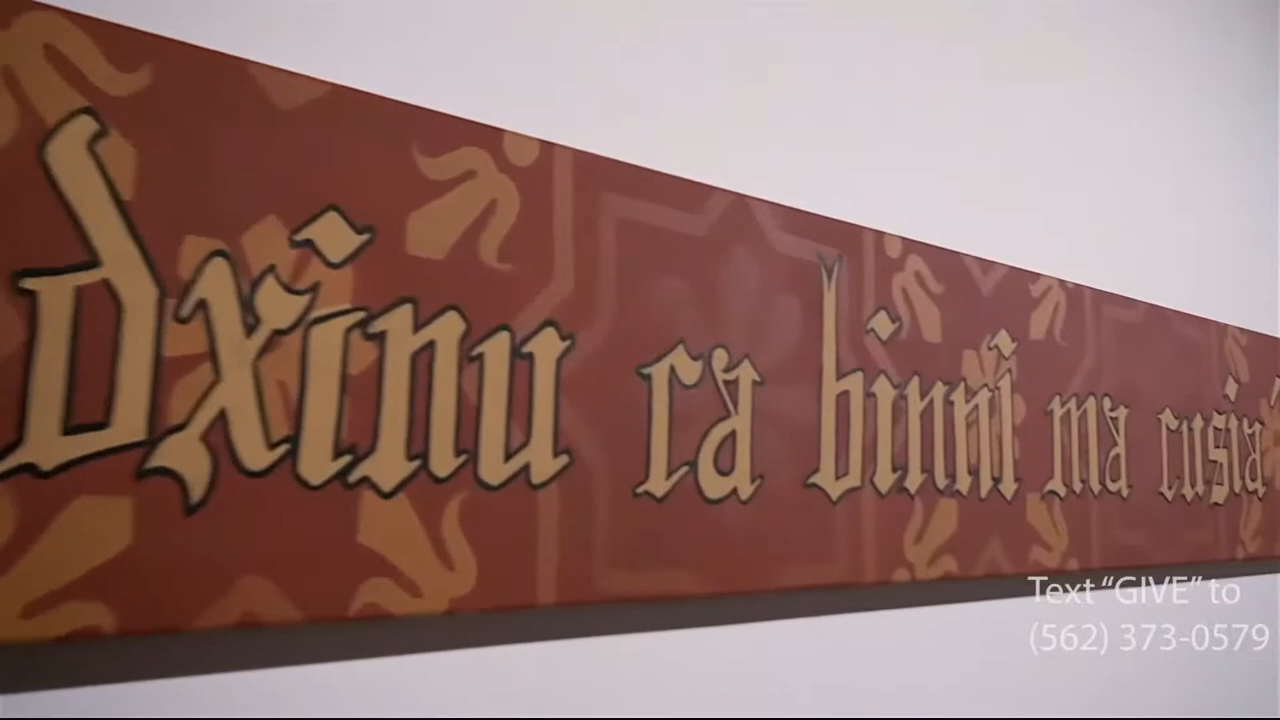 dxinu ca binni ma cusia'
Text “GIVE” to
(562) 373-0579